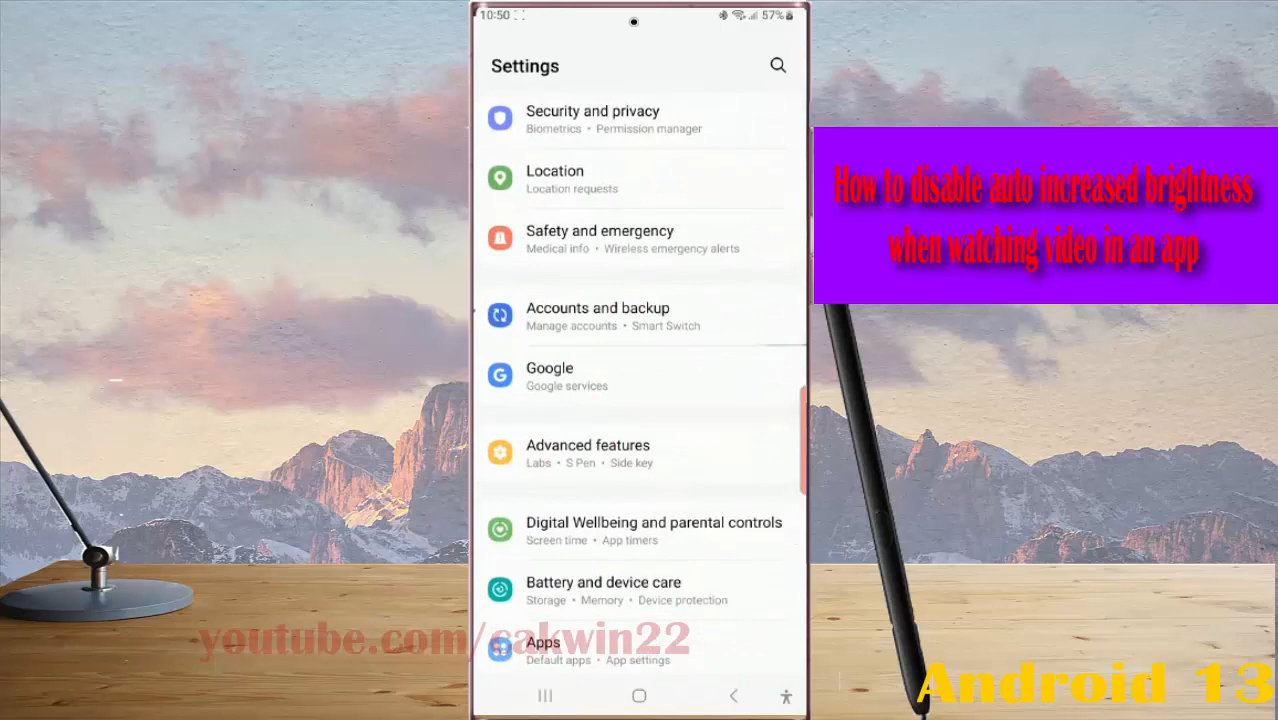 10:50
57%
Settings
Security and privacy
Biometrics • Permission manager
Location
Location requests
Safety and emergency
Medical info • Wireless emergency alerts
Accounts and backup
Manage accounts • Smart Switch
Google
Google services
Advanced features
Labs • S Pen • Side key
Digital Wellbeing and parental controls
Screen time • App timers
Battery and device care
Storage • Memory • Device protection
Apps
Default apps • App settings
How to disable auto increased brightness
when watching video in an app
youtube.com/cakwin22
Android 13